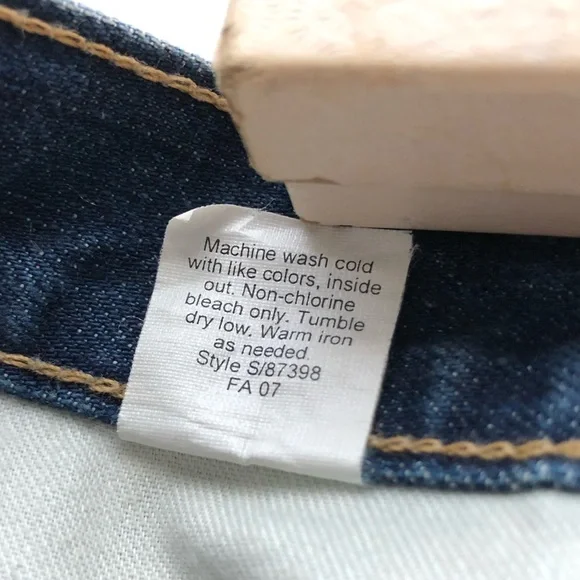 Machine wash cold
with like colors, inside
out. Non-chlorine
bleach only. Tumble
dry low. Warm iron
as needed.
Style S/87398
FA 07